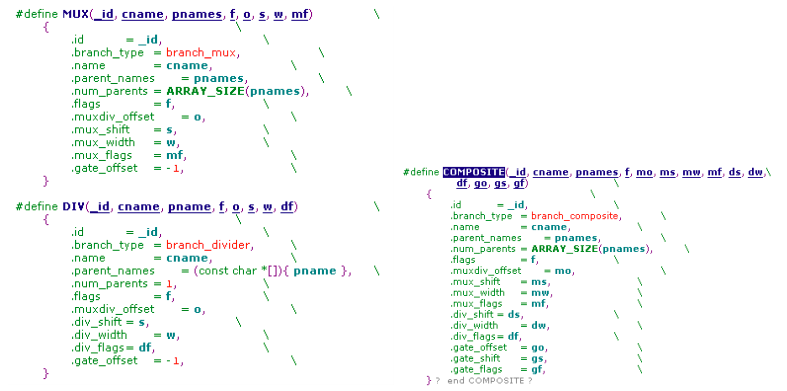 #define MUX(_id, cname, pnames, f, o, s, w, mf) \
{ \
.id = _id, \
.branch_type = branch_mux, \
.name = cname, \
.parent_names = pnames, \
.num_parents = ARRAY_SIZE(pnames), \
.flags = f, \
.muxdiv_offset = o, \
.mux_shift = s, \
.mux_width = w, \
.mux_flags = mf, \
.gate_offset = -1, \
}
#define DIV(_id, cname, pname, f, o, s, w, df) \
{ \
.id = _id, \
.branch_type = branch_divider, \
.name = cname, \
.parent_names = (const char *[]){ pname }, \
.num_parents = 1, \
.flags = f, \
.muxdiv_offset = o, \
.div_shift = s, \
.div_width = w, \
.div_flags= df, \
.gate_offset = -1, \
}
#define COMPOSITE(_id, cname, pnames, f, mo, ms, mw, mf, ds, dw,\
df, go, gs, gf) \
{ \
.id = _id, \
.branch_type = branch_composite, \
.name = cname, \
.parent_names = pnames, \
.num_parents = ARRAY_SIZE(pnames), \
.flags = f, \
.muxdiv_offset = mo, \
.mux_shift = ms, \
.mux_width = mw, \
.mux_flags = mf, \
.div_shift = ds, \
.div_width = dw, \
.div_flags= df, \
.gate_offset = go, \
.gate_shift = gs, \
.gate_flags = gf, \
} ? end COMPOSITE ?